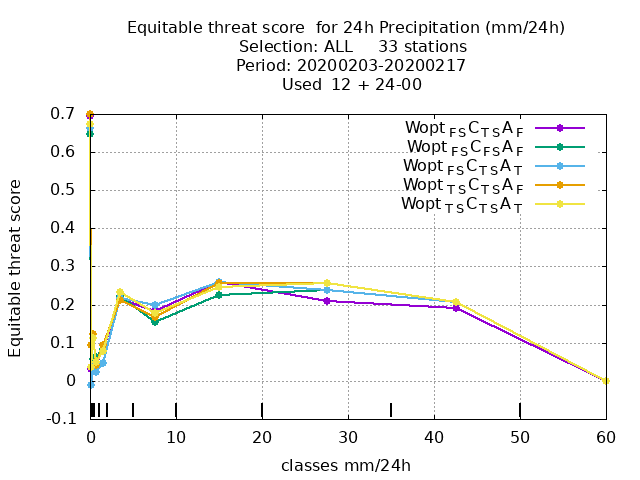 Equitable threat score  for 24h Precipitation (mm/24h)
Selection: ALL     33 stations
Period: 20200203-20200217
Used  12 + 24-00
0.7
0.6
0.5
0.4
0.3
0.2
0.1
0
-0.1
Equitable threat score
Wopt FS C TS A F
Wopt FS C FS A F
Wopt FS C TS A T
Wopt TS C TS A F
Wopt TS C TS A T
0 10 20 30 40 50 60
classes mm/24h